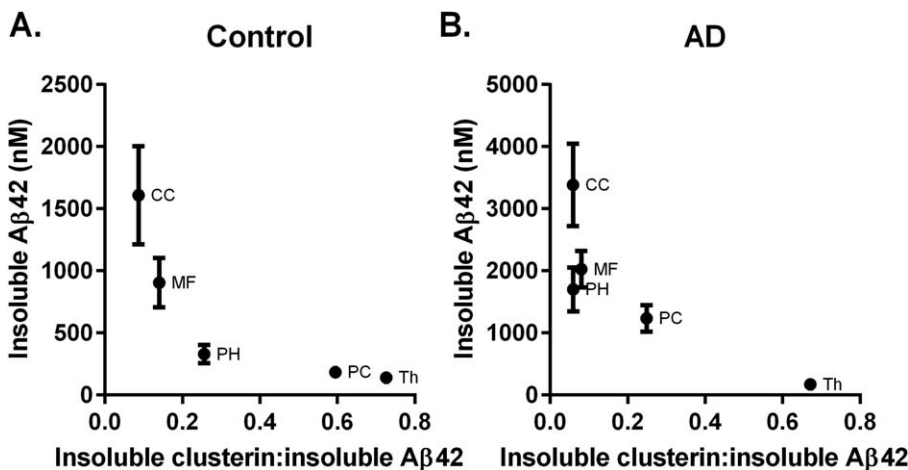 A.
Control
Insoluble Aβ42 (nM)
2500
2000
1500
1000
500
0
CC
MF
PH
PC
Th
0.0 0.2 0.4 0.6 0.8
Insoluble clusterin:insoluble Aβ42
B.
AD
Insoluble Aβ42 (nM)
5000
4000
3000
2000
1000
0
CC
MF
PH
PC
Th
0.0 0.2 0.4 0.6 0.8
Insoluble clusterin:insoluble Aβ42